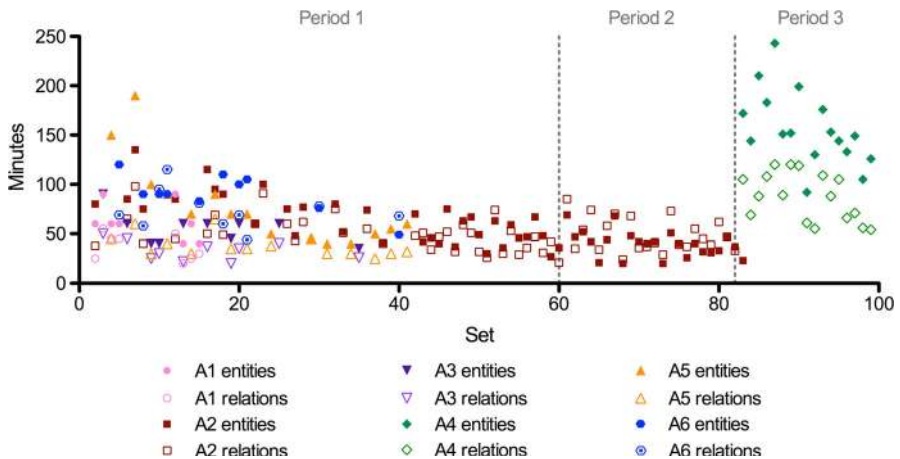 Period 1 Period 2 Period 3
250
200
150
100
50
0
Minutes
0 20 40 60 80 100
Set
A1 entities A3 entities A5 entities
A1 relations A3 relations A5 relations
A2 entities A4 entities A6 entities
A2 relations A4 relations A6 relations